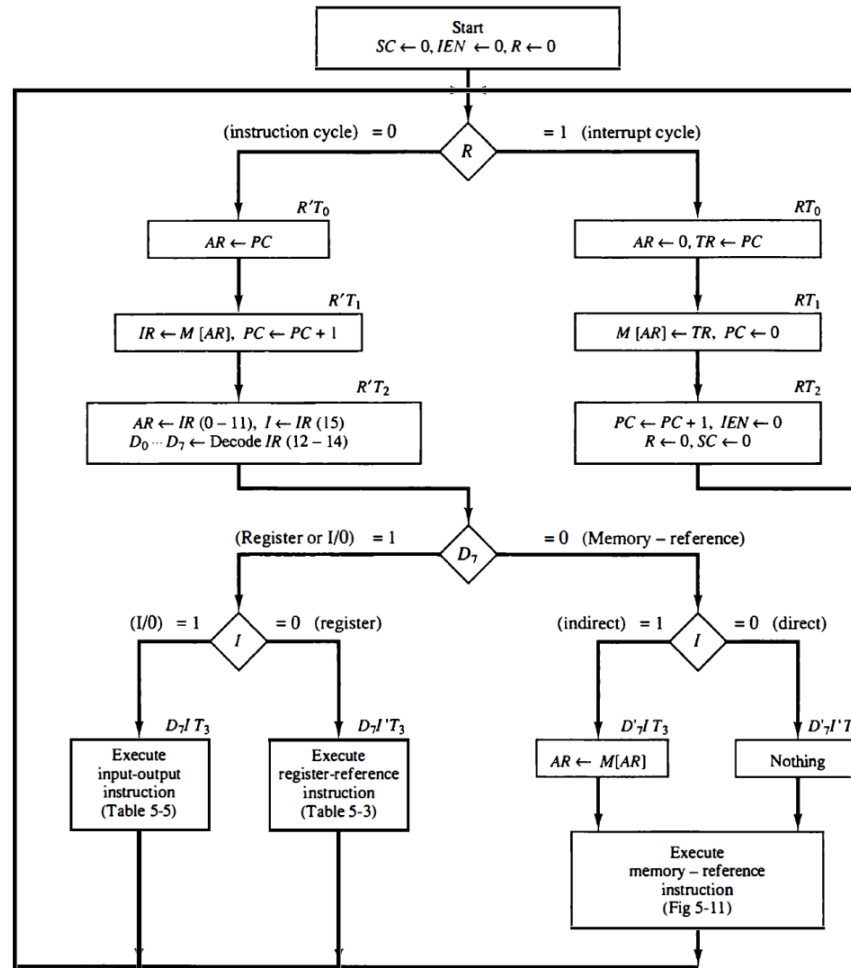 Start
SC ← 0, IEN ← 0, R ← 0
(instruction cycle) = 0
R
= 1 (interrupt cycle)
R'T₀
AR ← PC
RT₀
AR ← 0, TR ← PC
R'T₁
IR ← M [AR], PC ← PC + 1
RT₁
M [AR] ← TR, PC ← 0
R'T₂
AR ← IR (0 – 11), I ← IR (15)
D₀ ··· D₇ ← Decode IR (12 – 14)
RT₂
PC ← PC + 1, IEN ← 0
R ← 0, SC ← 0
(Register or I/0) = 1
D₇
= 0 (Memory – reference)
(I/0) = 1
I
= 0 (register)
(indirect) = 1
I
= 0 (direct)
D₇I T₃
Execute
input-output
instruction
(Table 5-5)
D₇I'T₃
Execute
register-reference
instruction
(Table 5-3)
D'₇I T₃
AR ← M[AR]
D'₇I'T
Nothing
Execute
memory – reference
instruction
(Fig 5-11)